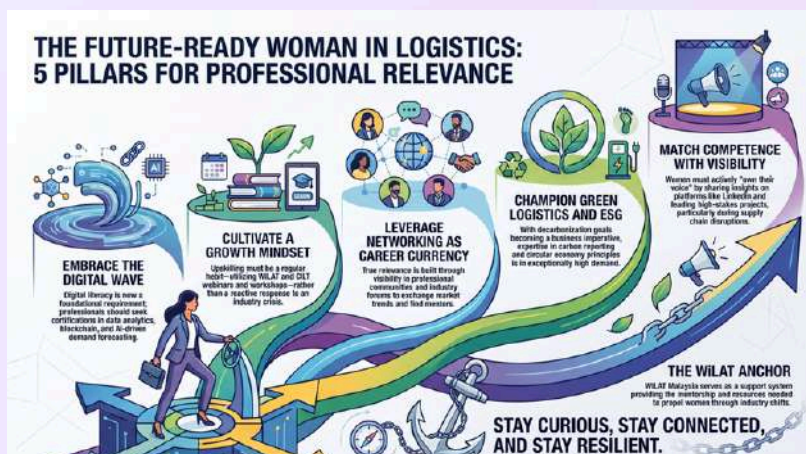 THE FUTURE-READY WOMAN IN LOGISTICS:
5 PILLARS FOR PROFESSIONAL RELEVANCE
EMBRACE THE
DIGITAL WAVE
Digital literacy is now a
foundational requirement;
professionals should seek
certifications in data analytics,
blockchain, and AI-driven
demand forecasting.
CULTIVATE A
GROWTH MINDSET
Upskilling must be a regular
habit—utilizing WiLAT and CILT
webinars and workshops—rather
than a reactive response to an
industry crisis.
LEVERAGE
NETWORKING AS
CAREER CURRENCY
True relevance is built through
visibility in professional
communities and industry
forums to exchange market
trends and find mentors.
CHAMPION GREEN
LOGISTICS AND ESG
With decarbonization goals
becoming a business imperative,
expertise in carbon reporting
and circular economy principles
is in exceptionally high demand.
MATCH COMPETENCE
WITH VISIBILITY
Women must actively "own their
voice" by sharing insights on
platforms like LinkedIn and
leading high-stakes projects,
particularly during supply
chain disruptions.
THE WiLAT ANCHOR
WiLAT Malaysia serves as a support system
providing the mentorship and resources needed
to propel women through industry shifts.
STAY CURIOUS, STAY CONNECTED,
AND STAY RESILIENT.
AI